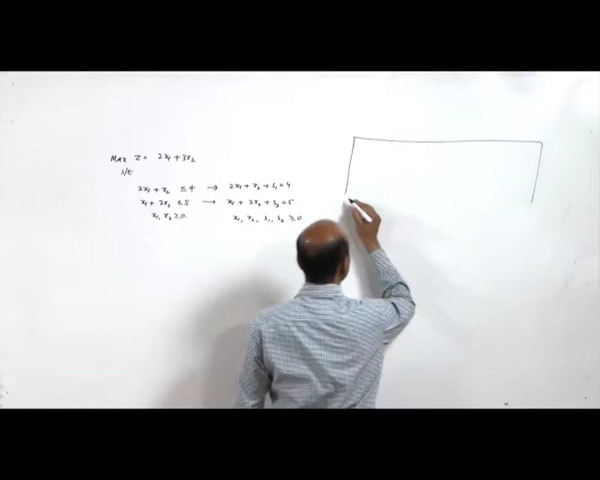 Max Z = 2x₁ + 3x₂
s/t
2x₁ + x₂ ≤ 4 → 2x₁ + x₂ + s₁ = 4
x₁ + 2x₂ ≤ 5 → x₁ + 2x₂ + s₂ = 5
x₁, x₂ ≥ 0. x₁, x₂, s₁, s₂ ≥ 0